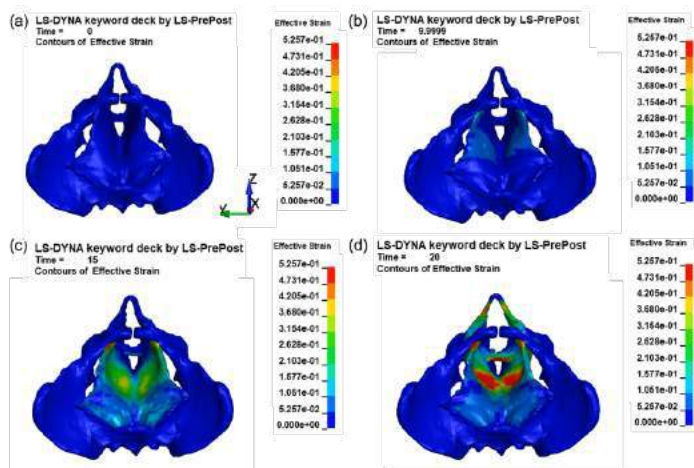 (a) LS-DYNA keyword deck by LS-PrePost
Time = 0
Contours of Effective Strain
Effective Strain
5.257e-01
4.731e-01
4.205e-01
3.680e-01
3.154e-01
2.628e-01
2.103e-01
1.577e-01
1.051e-01
5.257e-02
0.000e+00
Z
X
Y
(b) LS-DYNA keyword deck by LS-PrePost
Time = 9.9999
Contours of Effective Strain
Effective Strain
5.257e-01
4.731e-01
4.205e-01
3.680e-01
3.154e-01
2.628e-01
2.103e-01
1.577e-01
1.051e-01
5.257e-02
0.000e+00
(c) LS-DYNA keyword deck by LS-PrePost
Time = 15
Contours of Effective Strain
Effective Strain
5.257e-01
4.731e-01
4.205e-01
3.680e-01
3.154e-01
2.628e-01
2.103e-01
1.577e-01
1.051e-01
5.257e-02
0.000e+00
(d) LS-DYNA keyword deck by LS-PrePost
Time = 20
Contours of Effective Strain
Effective Strain
5.257e-01
4.731e-01
4.205e-01
3.680e-01
3.154e-01
2.628e-01
2.103e-01
1.577e-01
1.051e-01
5.257e-02
0.000e+00